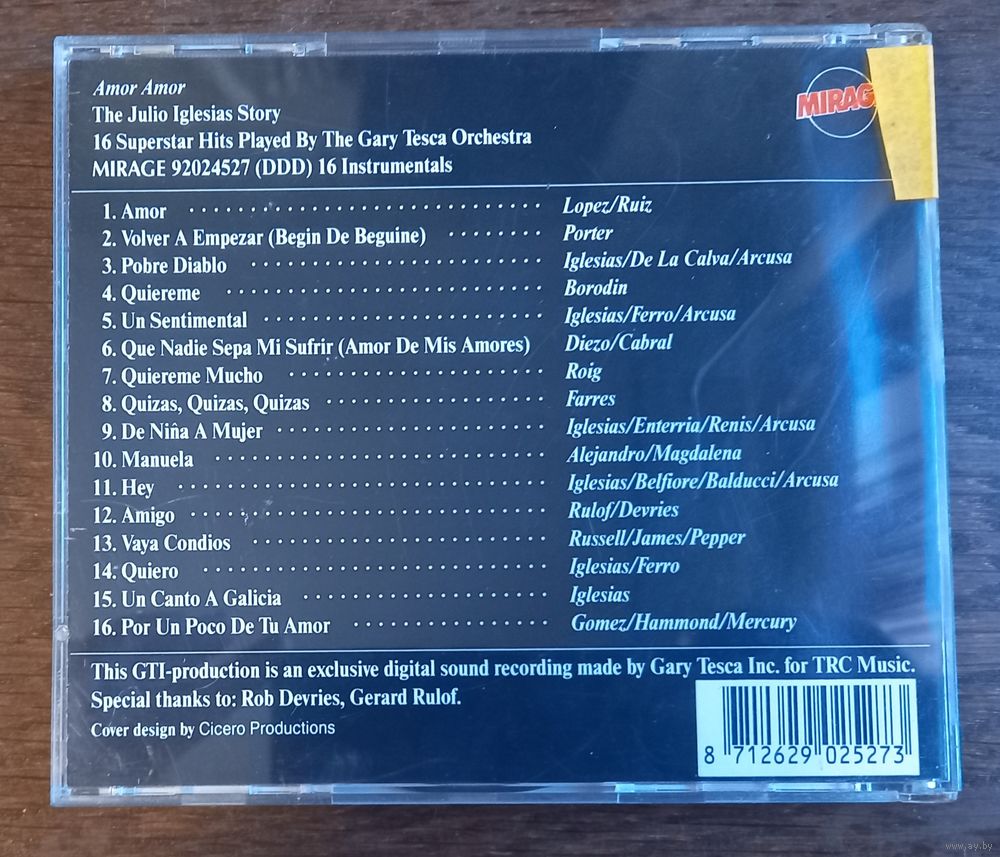 Amor Amor
The Julio Iglesias Story
16 Superstar Hits Played By The Gary Tesca Orchestra
MIRAGE 92024527 (DDD) 16 Instrumentals
MIRAG
1. Amor Lopez/Ruiz
2. Volver A Empezar (Begin De Beguine) Porter
3. Pobre Diablo Iglesias/De La Calva/Arcusa
4. Quiereme Borodin
5. Un Sentimental Iglesias/Ferro/Arcusa
6. Que Nadie Sepa Mi Sufrir (Amor De Mis Amores) Diezo/Cabral
7. Quiereme Mucho Roig
8. Quizas, Quizas, Quizas Farres
9. De Niña A Mujer Iglesias/Enterria/Renis/Arcusa
10. Manuela Alejandro/Magdalena
11. Hey Iglesias/Belfiore/Balducci/Arcusa
12. Amigo Rulof/Devries
13. Vaya Condios Russell/James/Pepper
14. Quiero Iglesias/Ferro
15. Un Canto A Galicia Iglesias
16. Por Un Poco De Tu Amor Gomez/Hammond/Mercury
This GTI-production is an exclusive digital sound recording made by Gary Tesca Inc. for TRC Music.
Special thanks to: Rob Devries, Gerard Rulof.
Cover design by Cicero Productions
8 712629 025273
www.ay.by